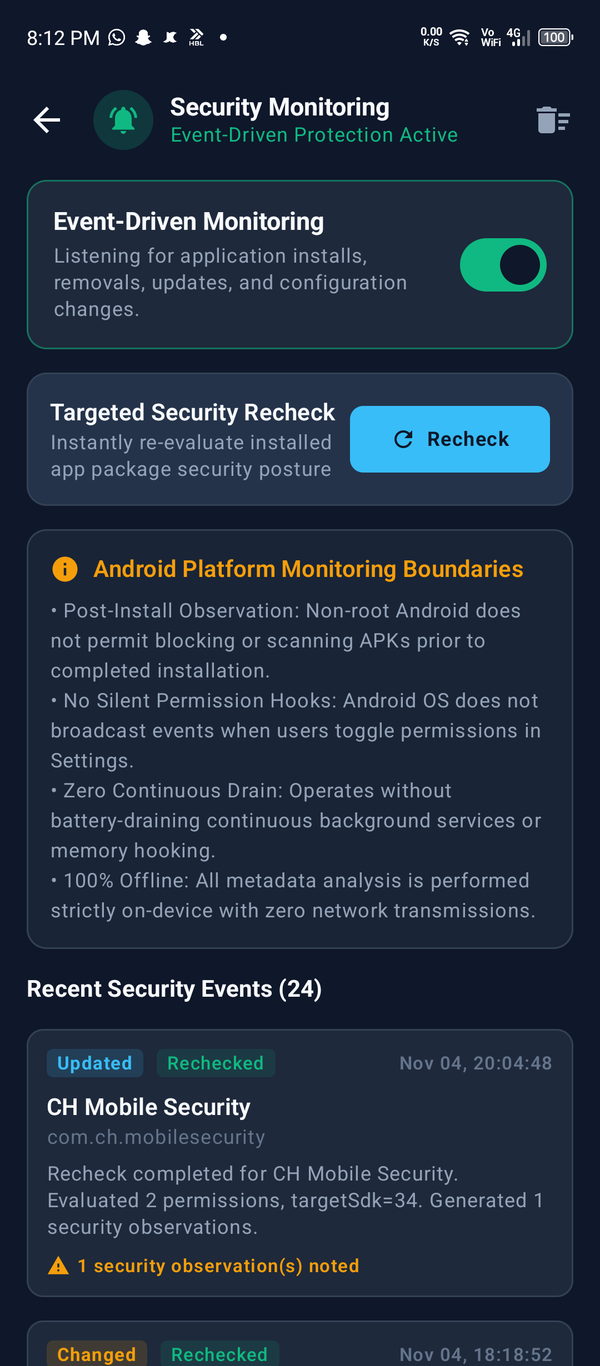 8:12 PM
HBL
0.00 K/S
Vo WiFi
4G
100
Security Monitoring
Event-Driven Protection Active
Event-Driven Monitoring
Listening for application installs,
removals, updates, and configuration
changes.
Targeted Security Recheck
Instantly re-evaluate installed
app package security posture
Recheck
Android Platform Monitoring Boundaries
• Post-Install Observation: Non-root Android does
not permit blocking or scanning APKs prior to
completed installation.
• No Silent Permission Hooks: Android OS does not
broadcast events when users toggle permissions in
Settings.
• Zero Continuous Drain: Operates without
battery-draining continuous background services or
memory hooking.
• 100% Offline: All metadata analysis is performed
strictly on-device with zero network transmissions.
Recent Security Events (24)
Updated Rechecked Nov 04, 20:04:48
CH Mobile Security
com.ch.mobilesecurity
Recheck completed for CH Mobile Security.
Evaluated 2 permissions, targetSdk=34. Generated 1
security observations.
1 security observation(s) noted
Changed Rechecked Nov 04, 18:18:52